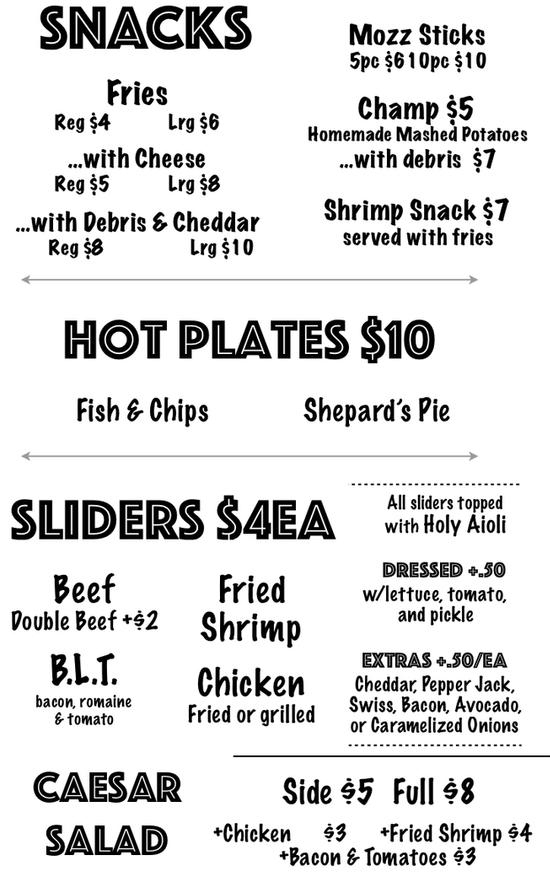 SNACKS
Fries
Reg $4 Lrg $6
...with Cheese
Reg $5 Lrg $8
...with Debris & Cheddar
Reg $8 Lrg $10
Mozz Sticks
5pc $6 10pc $10
Champ $5
Homemade Mashed Potatoes
...with debris $7
Shrimp Snack $7
served with fries
HOT PLATES $10
Fish & Chips Shepard's Pie
SLIDERS $4EA
Beef
Double Beef +$2
B.L.T.
bacon, romaine
& tomato
Fried
Shrimp
Chicken
Fried or grilled
All sliders topped
with Holy Aioli
DRESSED +.50
w/lettuce, tomato,
and pickle
EXTRAS +.50/EA
Cheddar, Pepper Jack,
Swiss, Bacon, Avocado,
or Caramelized Onions
CAESAR
SALAD
Side $5 Full $8
+Chicken $3 +Fried Shrimp $4
+Bacon & Tomatoes $3